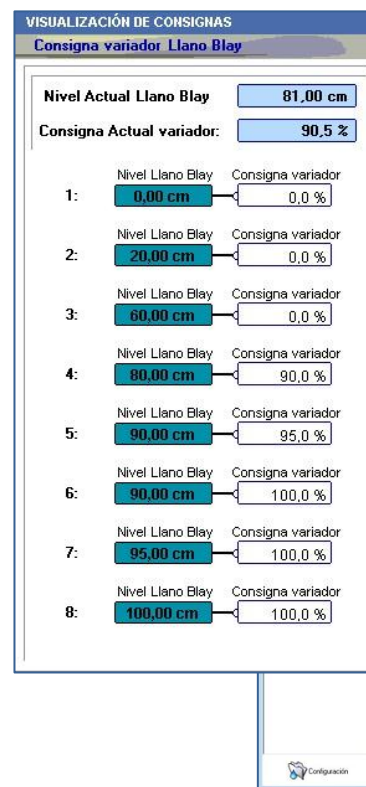 VISUALIZACIÓN DE CONSIGNAS
Consigna variador Llano Blay
Nivel Actual Llano Blay 81,00 cm
Consigna Actual variador: 90,5 %
Nivel Llano Blay Consigna variador
1: 0,00 cm 0,0 %
Nivel Llano Blay Consigna variador
2: 20,00 cm 0,0 %
Nivel Llano Blay Consigna variador
3: 60,00 cm 0,0 %
Nivel Llano Blay Consigna variador
4: 80,00 cm 90,0 %
Nivel Llano Blay Consigna variador
5: 90,00 cm 95,0 %
Nivel Llano Blay Consigna variador
6: 90,00 cm 100,0 %
Nivel Llano Blay Consigna variador
7: 95,00 cm 100,0 %
Nivel Llano Blay Consigna variador
8: 100,00 cm 100,0 %
Configuración